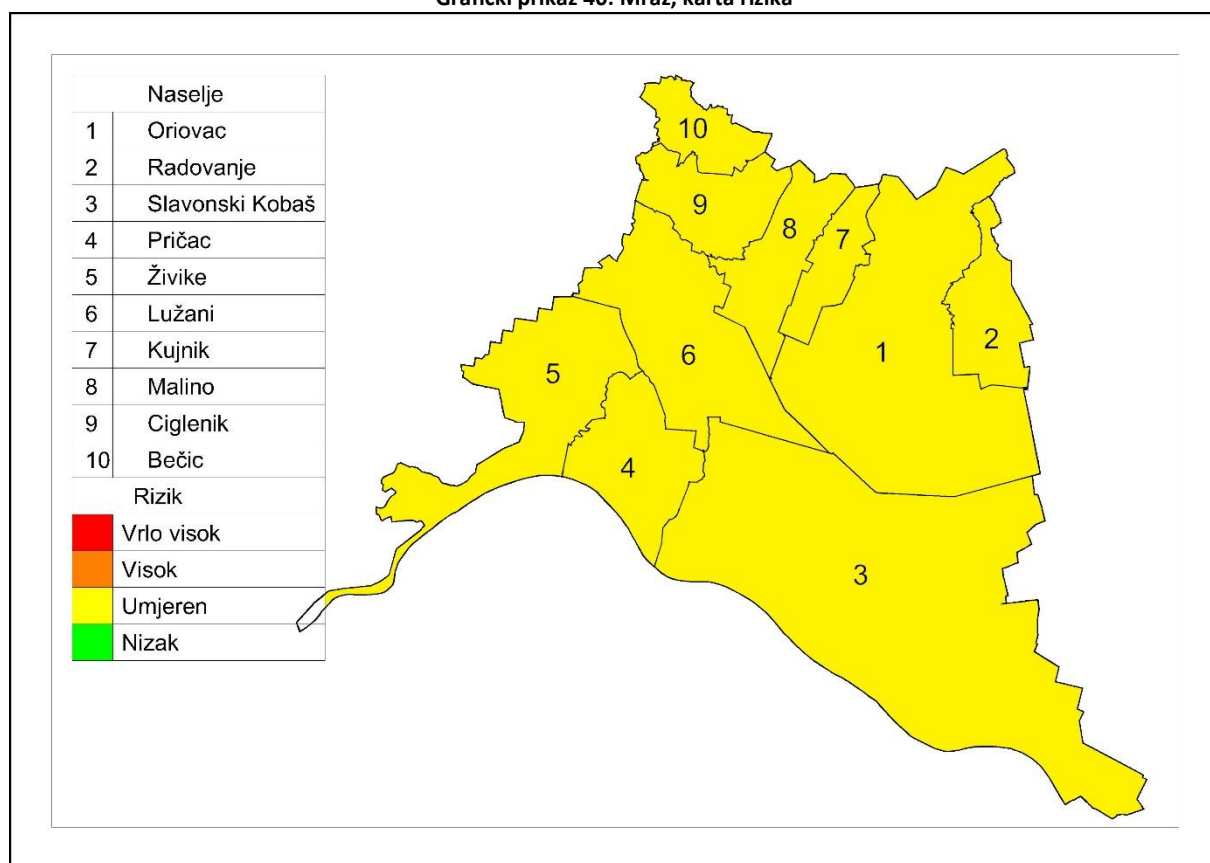 Grafički prikaz 40: Mraz, karta rizika
Naselje
1 Oriovac
2 Radovanje
3 Slavonski Kobaš
4 Pričac
5 Živike
6 Lužani
7 Kujnik
8 Malino
9 Ciglenik
10 Bečic
Rizik
Vrlo visok
Visok
Umjeren
Nizak
10
9
8
7
1
2
6
5
4
3